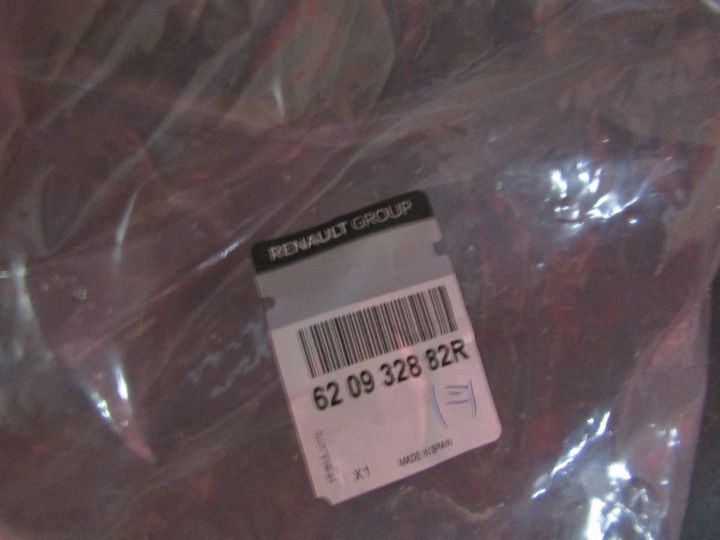 RENAULT GROUP
62 09 328 82R
X1
MADE IN SPAIN